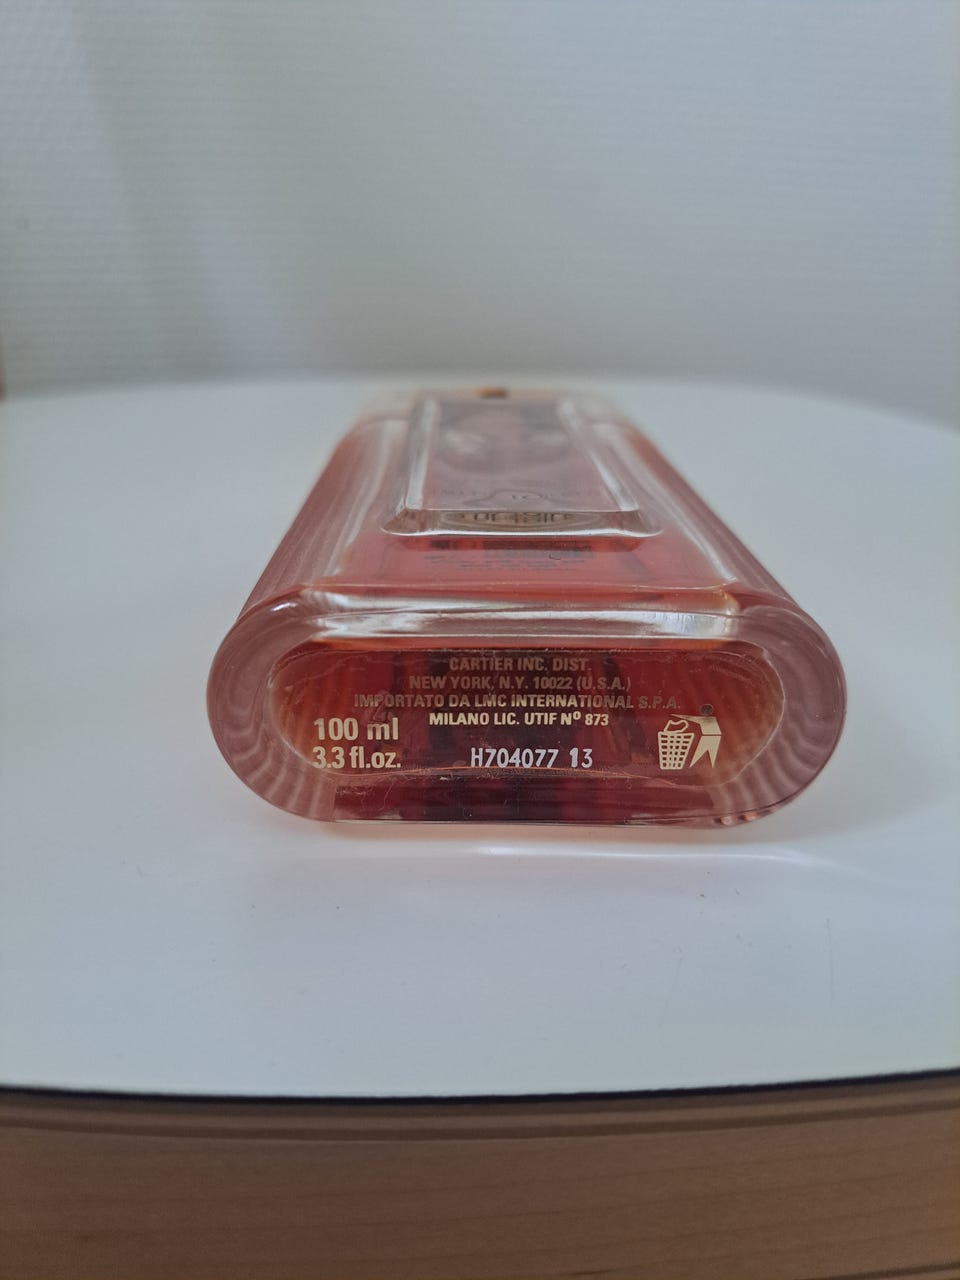 CARTIER INC. DIST.
NEW YORK, N.Y. 10022 (U.S.A.)
IMPORTATO DA LMC INTERNATIONAL S.P.A.
MILANO LIC. UTIF Nº 873
100 ml
3.3 fl.oz.
H704077 13